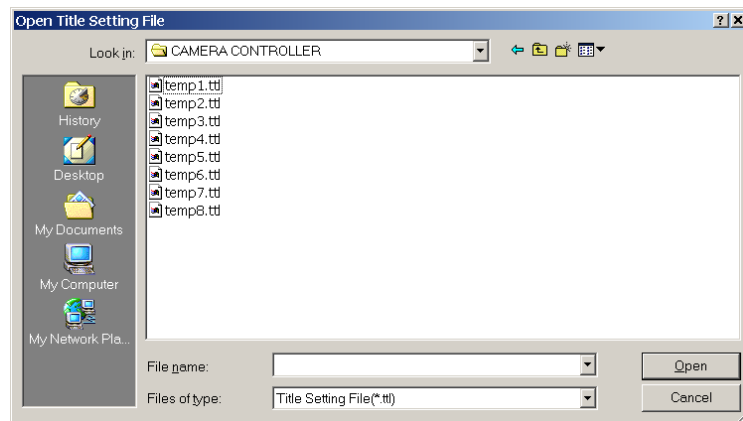 Open Title Setting File
Look in:
CAMERA CONTROLLER
History
Desktop
My Documents
My Computer
My Network Pla...
temp1.ttl
temp2.ttl
temp3.ttl
temp4.ttl
temp5.ttl
temp6.ttl
temp7.ttl
temp8.ttl
File name:
Open
Files of type:
Title Setting File(*.ttl)
Cancel